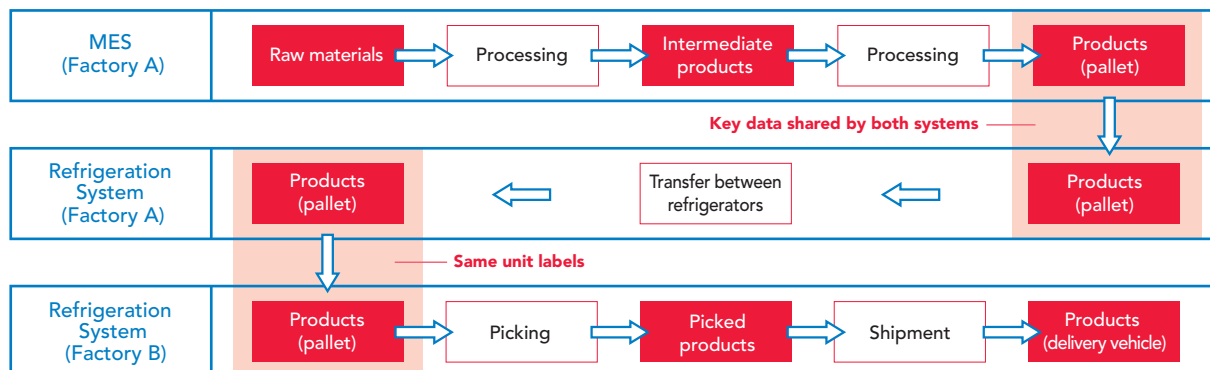 MES
(Factory A)
Raw materials
Processing
Intermediate
products
Processing
Products
(pallet)
Key data shared by both systems
Refrigeration
System
(Factory A)
Products
(pallet)
Transfer between
refrigerators
Products
(pallet)
Same unit labels
Refrigeration
System
(Factory B)
Products
(pallet)
Picking
Picked
products
Shipment
Products
(delivery vehicle)